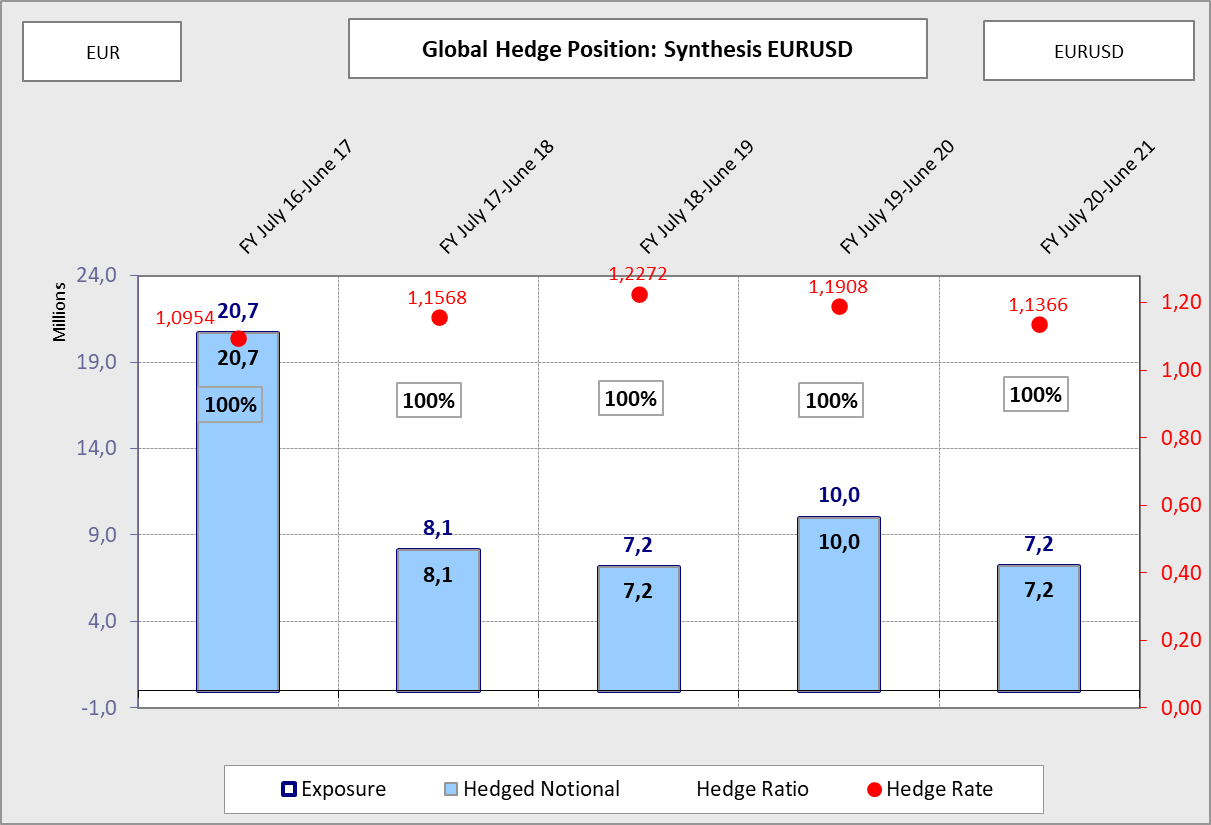 EUR
Global Hedge Position: Synthesis EURUSD
EURUSD
FY July 16-June 17
FY July 17-June 18
FY July 18-June 19
FY July 19-June 20
FY July 20-June 21
Millions
24,0
19,0
14,0
9,0
4,0
-1,0
1,0954
1,1568
1,2272
1,1908
1,1366
20,7
20,7
100%
100%
100%
100%
100%
8,1
8,1
7,2
7,2
10,0
10,0
7,2
7,2
1,20
1,00
0,80
0,60
0,40
0,20
0,00
Exposure
Hedged Notional
Hedge Ratio
Hedge Rate